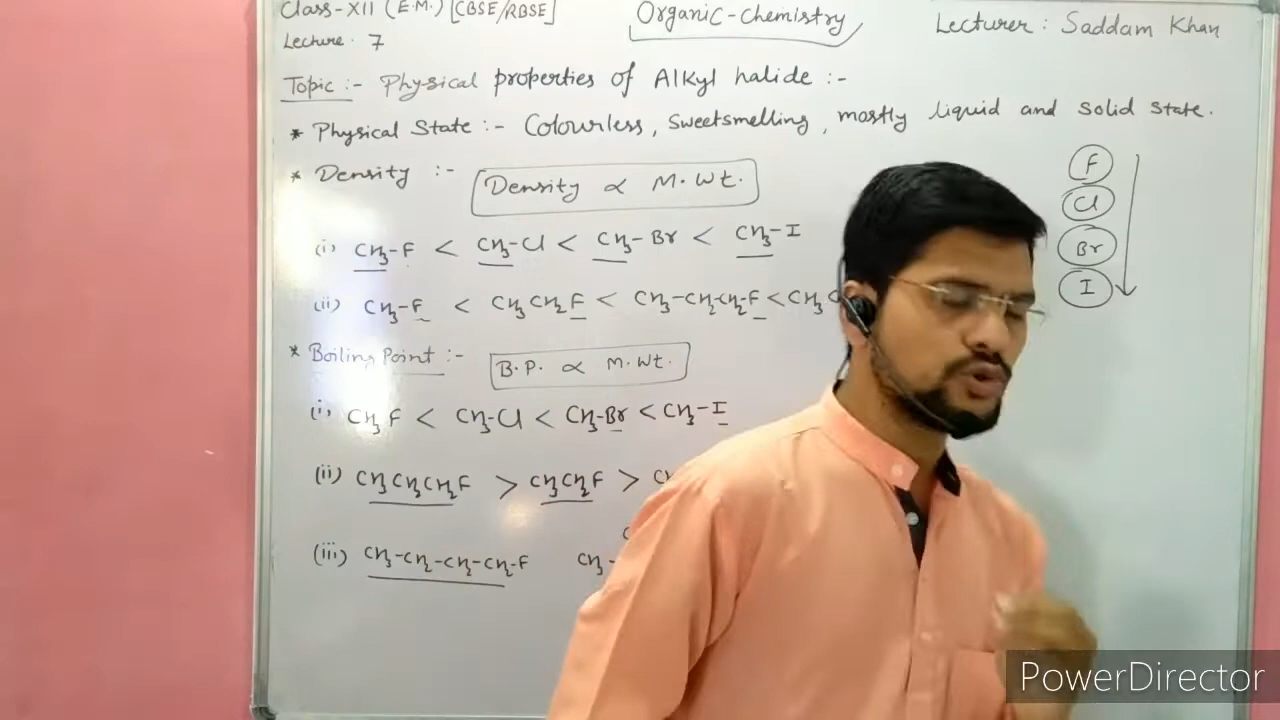 Class-XII (E.M.) [CBSE/RBSE] Organic-Chemistry Lecturer: Saddam Khan
Lecture. 7
Topic :- Physical properties of Alkyl halide :-
* Physical State :- Colourless, Sweetsmelling, mostly liquid and Solid State.
* Density :- Density ∝ M.Wt.
F
Cl
Br
I
(i) CH₃-F < CH₃-Cl < CH₃-Br < CH₃-I
(ii) CH₃-F < CH₃CH₂F < CH₃-CH₂-CH₂-F < CH₃
* Boiling Point :- B.P. ∝ M.Wt.
(i) CH₃F < CH₃-Cl < CH₃-Br < CH₃-I
(ii) CH₃CH₂CH₂F > CH₃CH₂F >
(iii) CH₃-CH₂-CH₂-CH₂-F CH₃-
PowerDirector